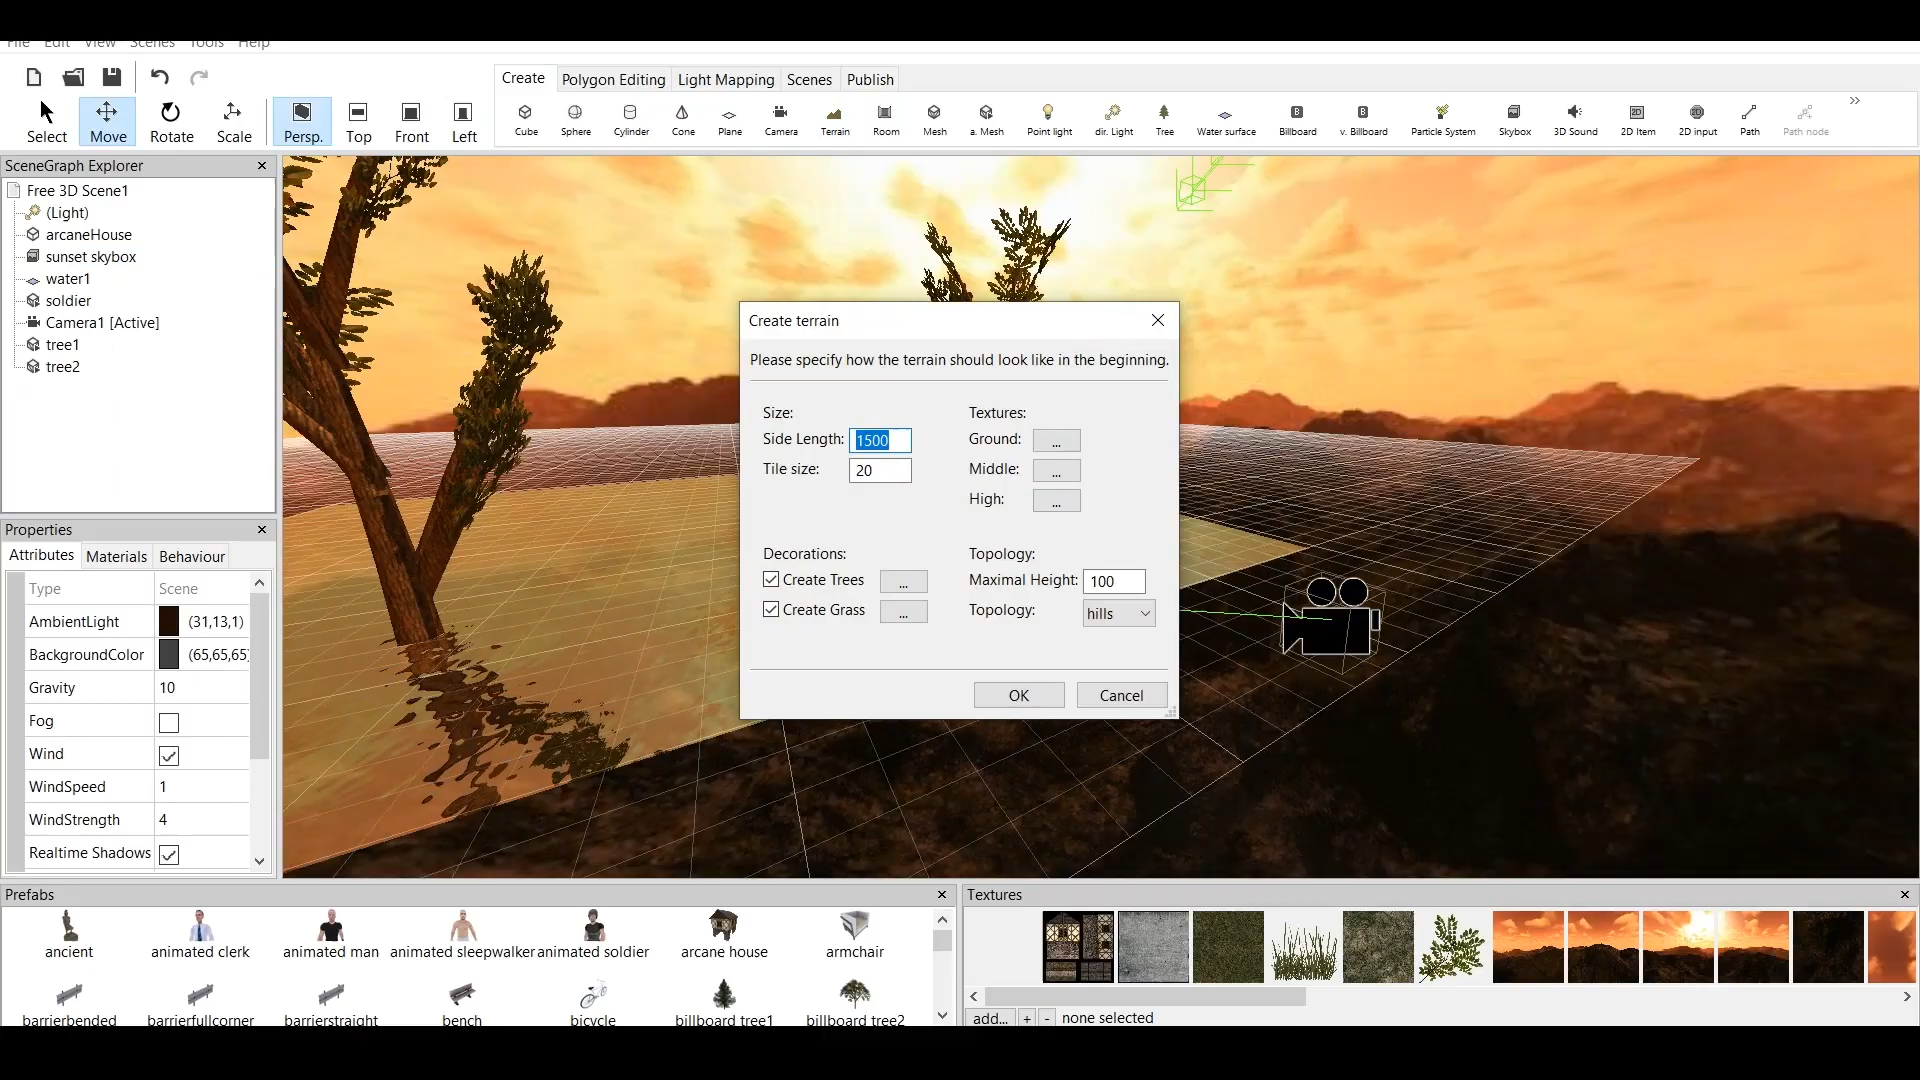 File Edit View Scenes Tools Help
Create Polygon Editing Light Mapping Scenes Publish
Select Move Rotate Scale Persp. Top Front Left
Cube Sphere Cylinder Cone Plane Camera Terrain Room Mesh a. Mesh Point light dir. Light Tree Water surface Billboard v. Billboard Particle System Skybox 3D Sound 2D Item 2D input Path Path node
SceneGraph Explorer
Free 3D Scene1
(Light)
arcaneHouse
sunset skybox
water1
soldier
Camera1 [Active]
tree1
tree2
Properties
Attributes Materials Behaviour
Type Scene
AmbientLight (31,13,1)
BackgroundColor (65,65,65)
Gravity 10
Fog
Wind
WindSpeed 1
WindStrength 4
Realtime Shadows
Create terrain
Please specify how the terrain should look like in the beginning.
Size: Textures:
Side Length: 1500 Ground: ...
Tile size: 20 Middle: ...
High: ...
Decorations: Topology:
Create Trees ... Maximal Height: 100
Create Grass ... Topology: hills
OK Cancel
Prefabs
ancient animated clerk animated man animated sleepwalker animated soldier arcane house armchair
barrierbended barrierfullcorner barrierstraight bench bicycle billboard tree1 billboard tree2
Textures
add... + - none selected